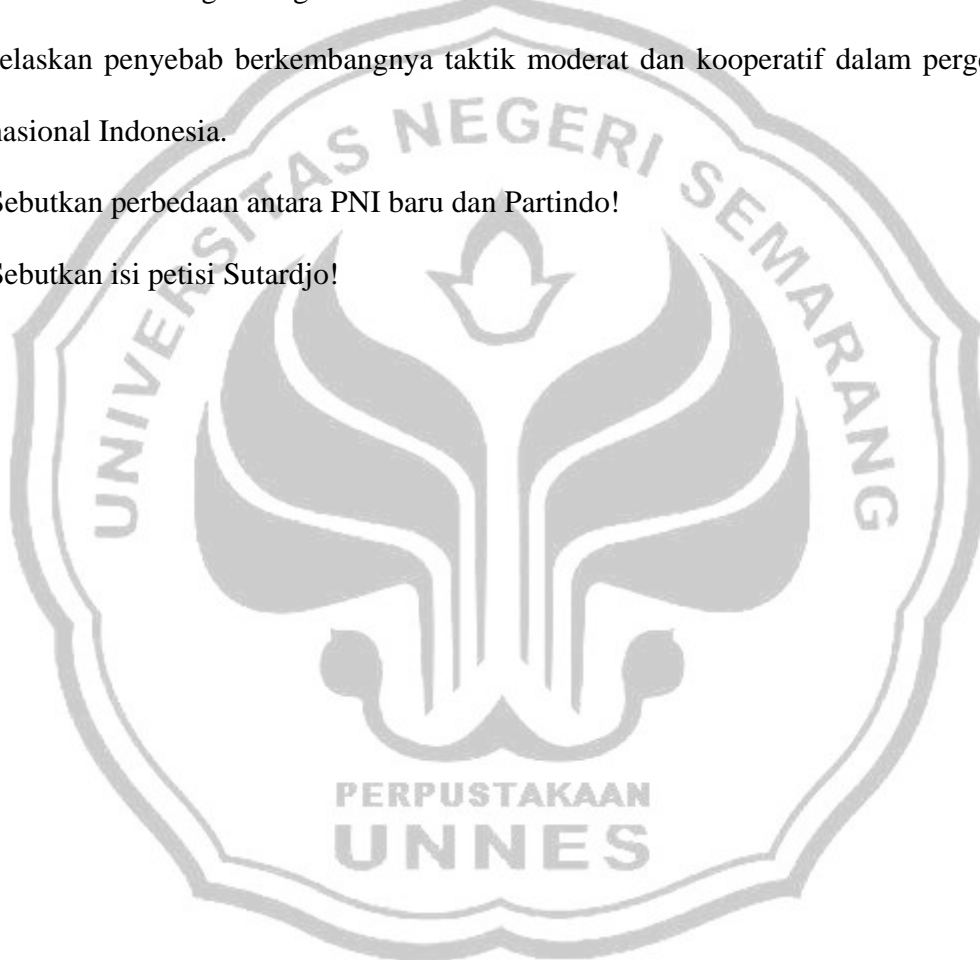 elaskan penyebab berkembangnya taktik moderat dan kooperatif dalam perge
nasional Indonesia.
Sebutkan perbedaan antara PNI baru dan Partindo!
Sebutkan isi petisi Sutardjo!
UNIVERSITAS NEGERI SEMARANG
PERPUSTAKAAN
UNNES